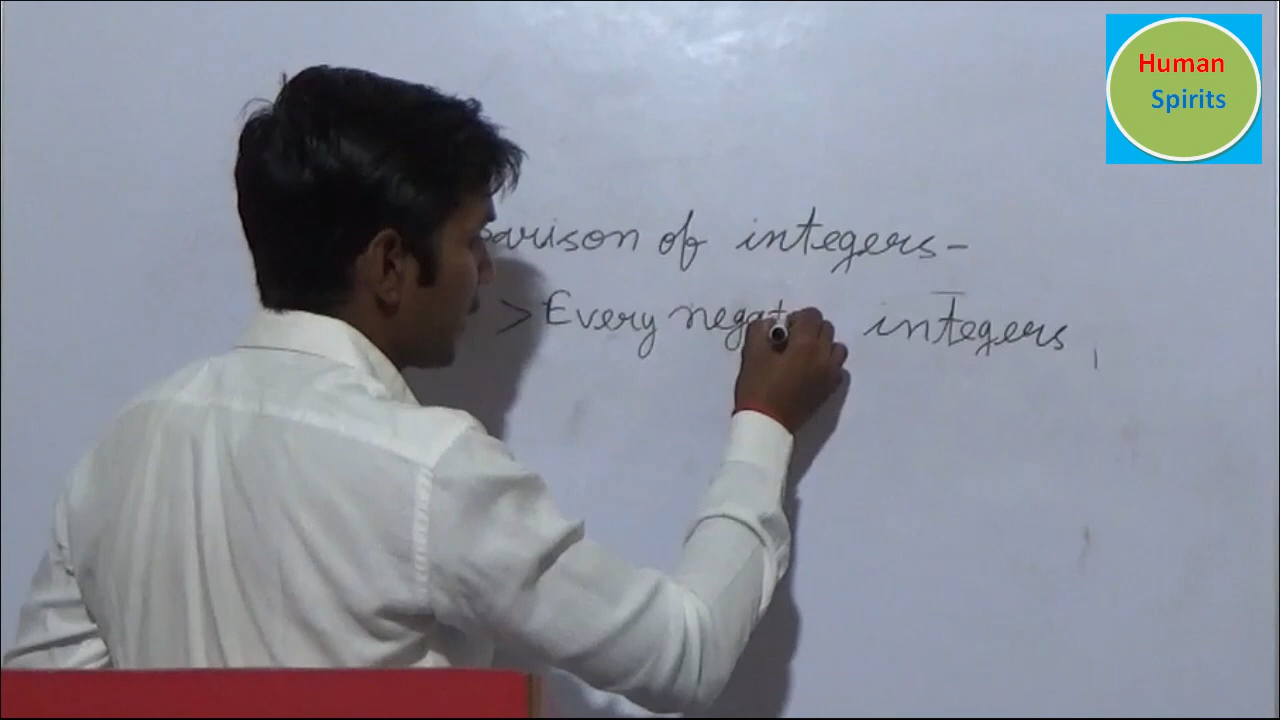 Human
Spirits
parison of integers-
> Every negat integers